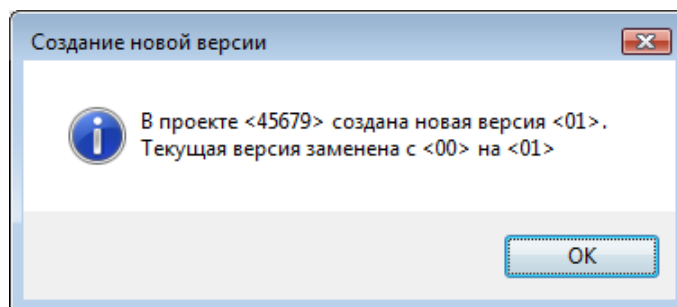 Создание новой версии
В проекте <45679> создана новая версия <01>.
Текущая версия заменена с <00> на <01>
OK